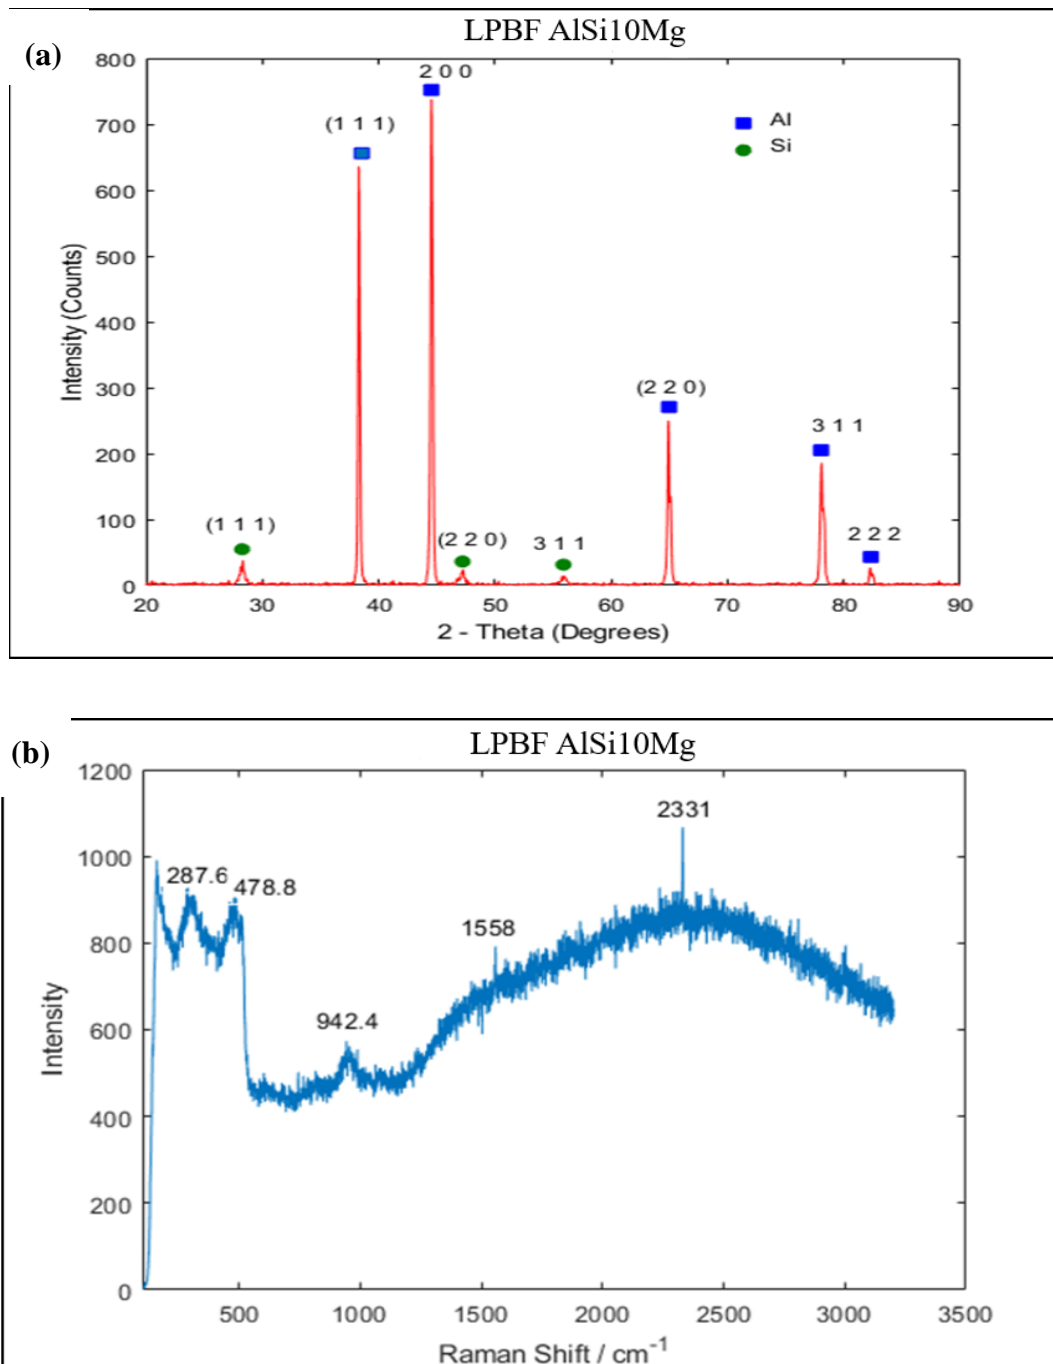 LPBF AlSi10Mg
(a)
800
700
600
500
400
300
200
100
0
Intensity (Counts)
2 0 0
(1 1 1)
Al
Si
(2 2 0)
3 1 1
(1 1 1)
(2 2 0)
3 1 1
2 2 2
20 30 40 50 60 70 80 90
2 - Theta (Degrees)
LPBF AlSi10Mg
(b)
1200
1000
800
600
400
200
0
Intensity
2331
287.6
478.8
1558
942.4
500 1000 1500 2000 2500 3000 3500
Raman Shift / cm⁻¹